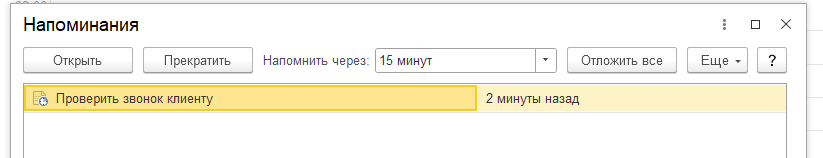 Напоминания
Открыть Прекратить Напомнить через: 15 минут Отложить все Еще ?
Проверить звонок клиенту 2 минуты назад